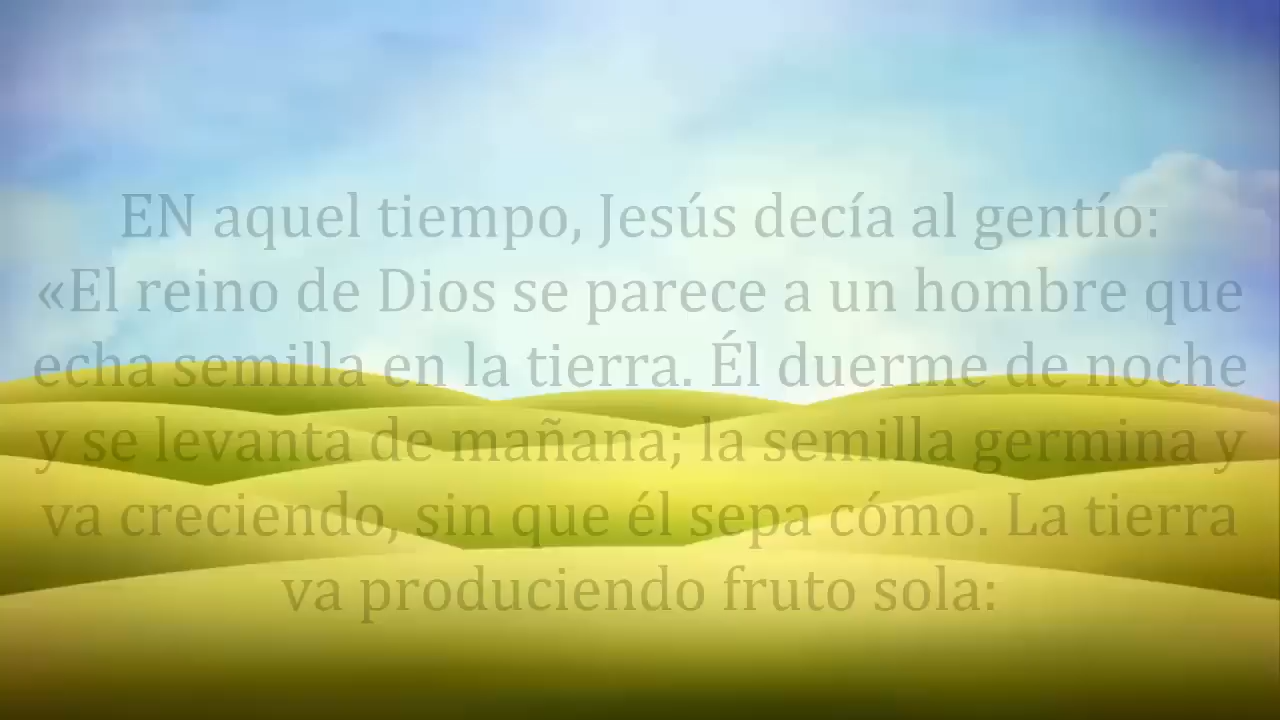 EN aquel tiempo, Jesús decía al gentío:
«El reino de Dios se parece a un hombre que
echa semilla en la tierra. Él duerme de noche
y se levanta de mañana; la semilla germina y
va creciendo, sin que él sepa cómo. La tierra
va produciendo fruto sola: